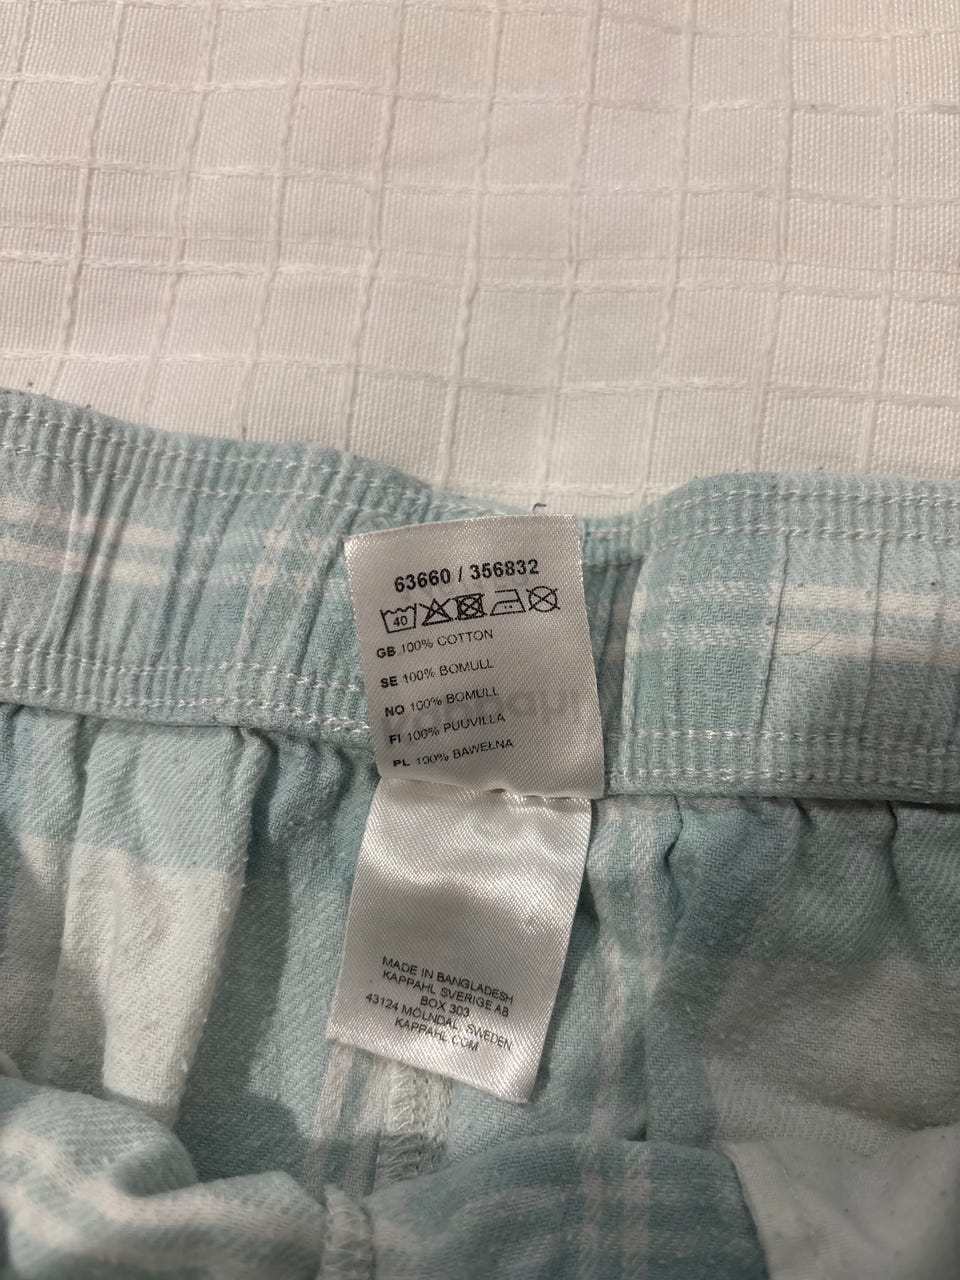 63660 / 356832
40
GB 100% COTTON
SE 100% BOMULL
NO 100% BOMULL
FI 100% PUUVILLA
PL 100% BAWEŁNA
MADE IN BANGLADESH
KAPPAHL SVERIGE AB
BOX 303
43124 MÖLNDAL, SWEDEN
KAPPAHL.COM